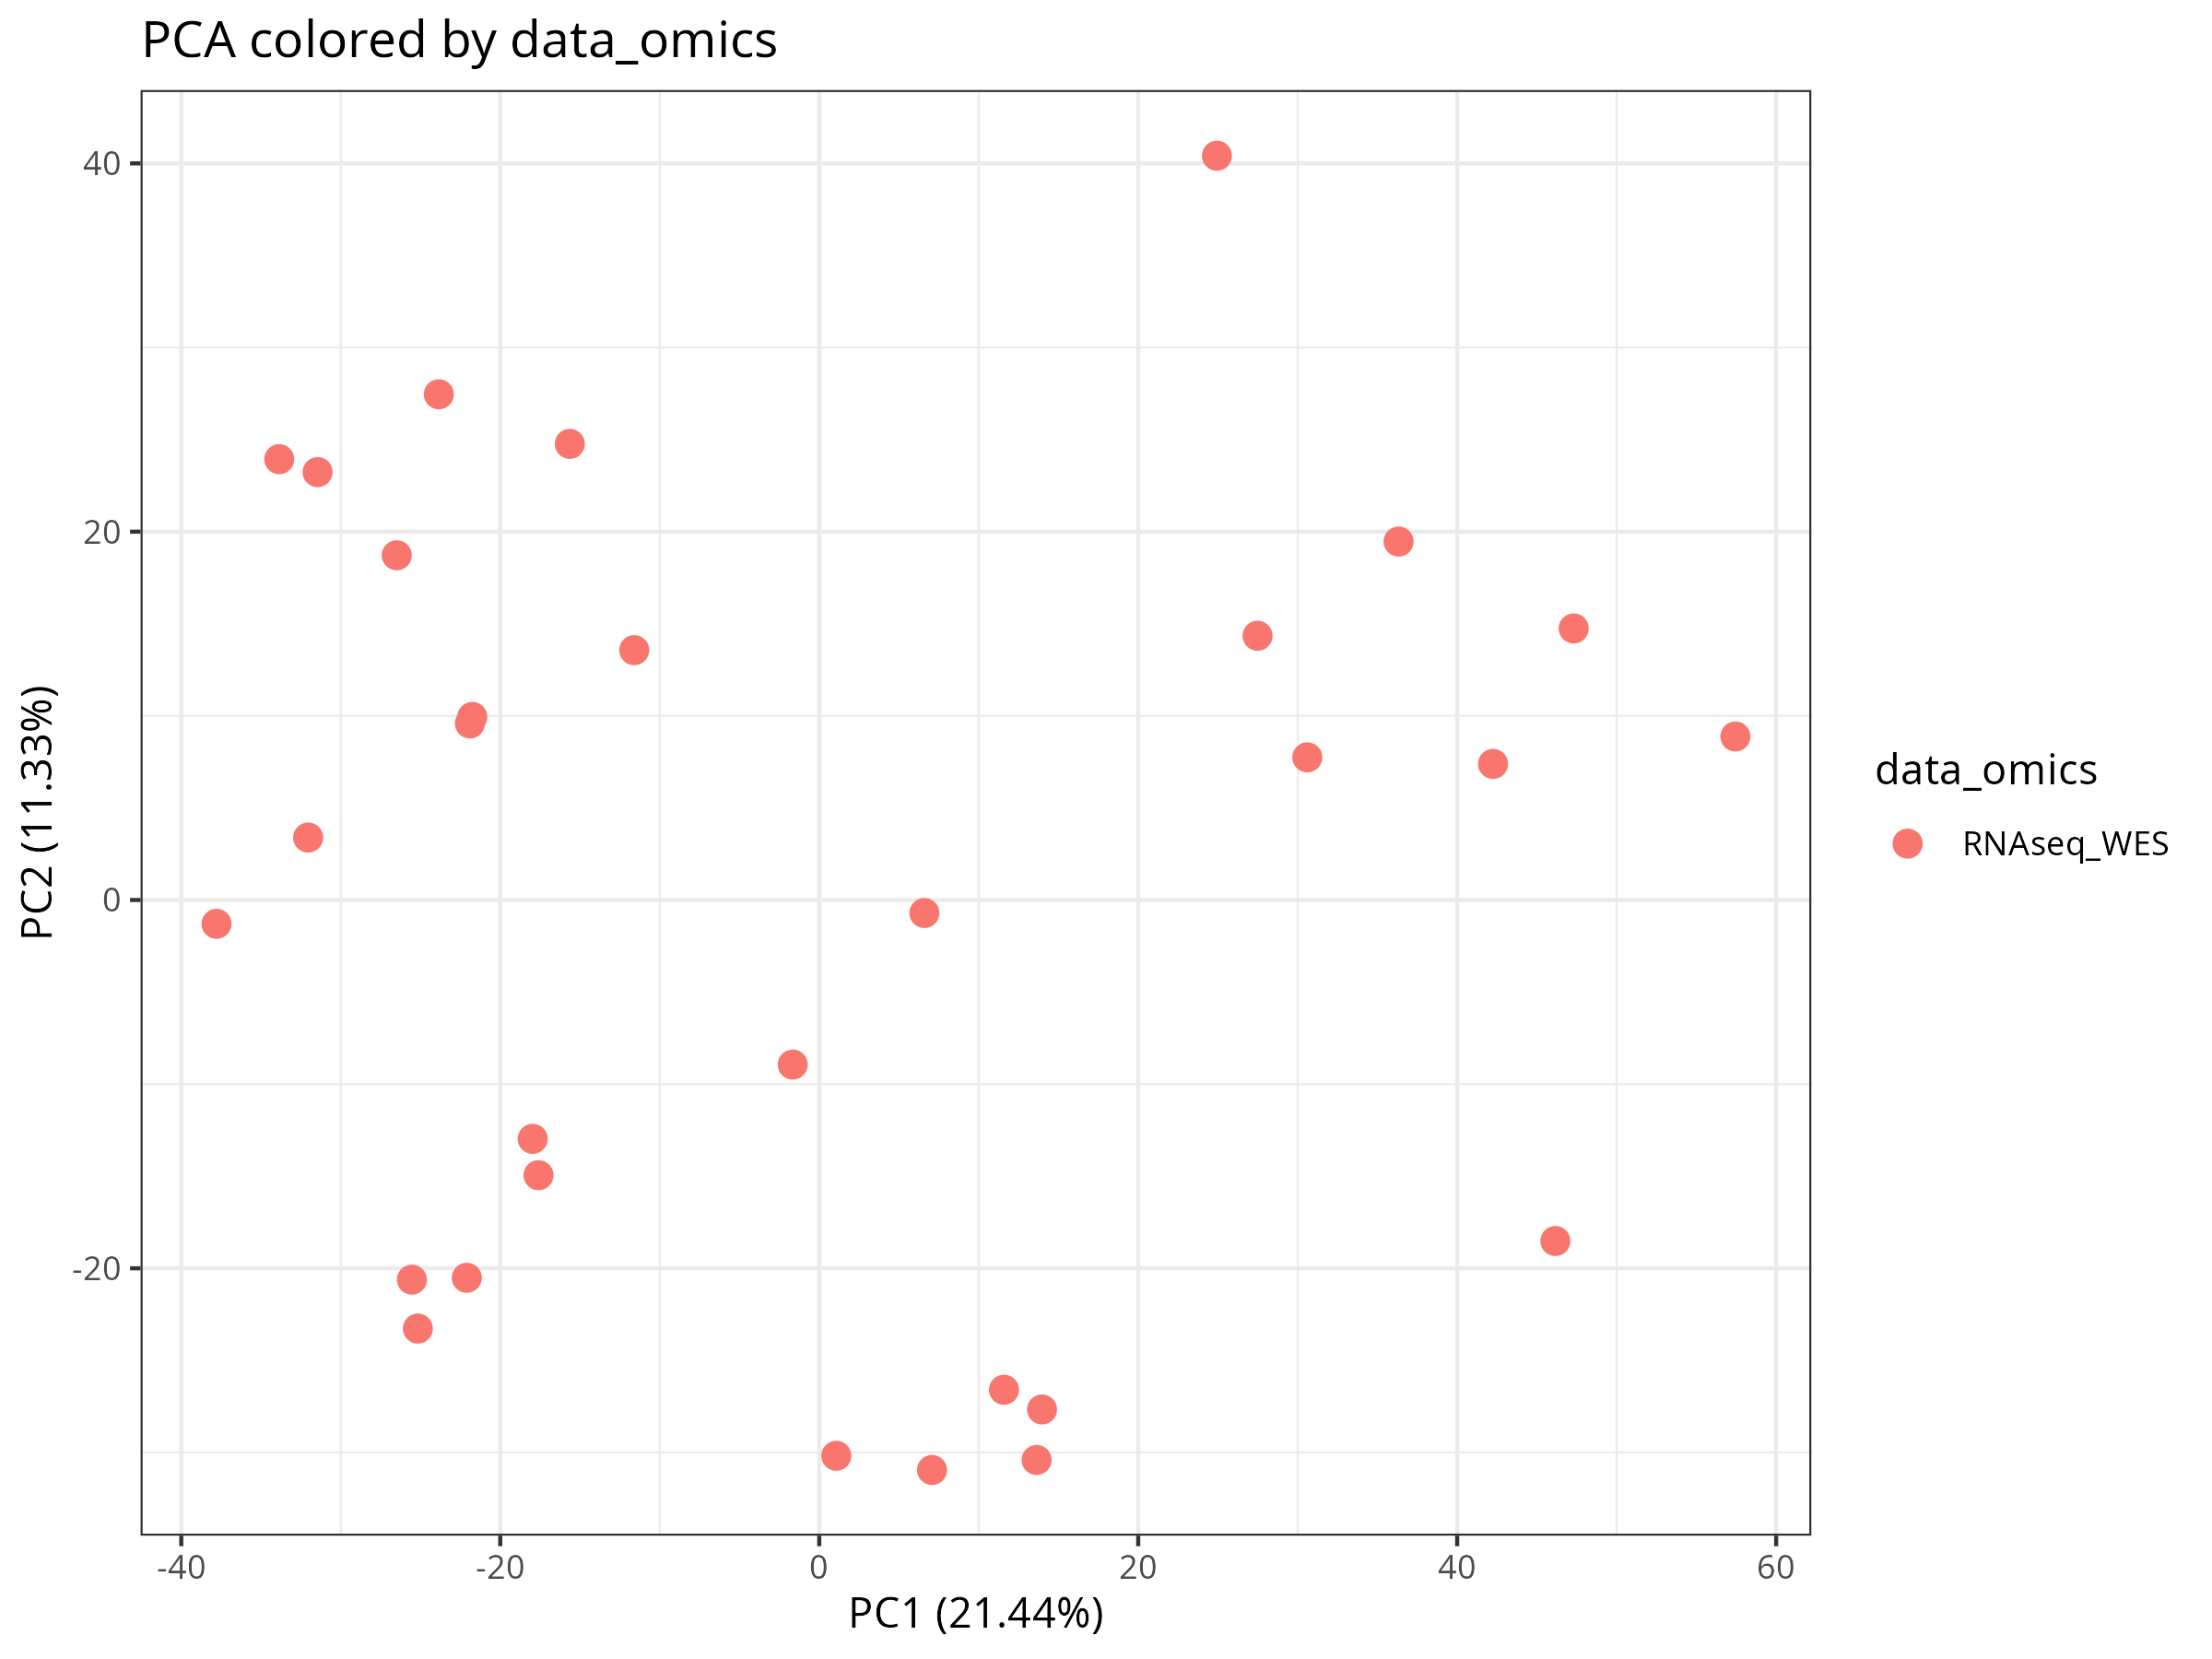 PCA colored by data_omics
40
20
0
-20
PC2 (11.33%)
-40
-20
0
20
40
60
PC1 (21.44%)
data_omics
RNAseq_WES